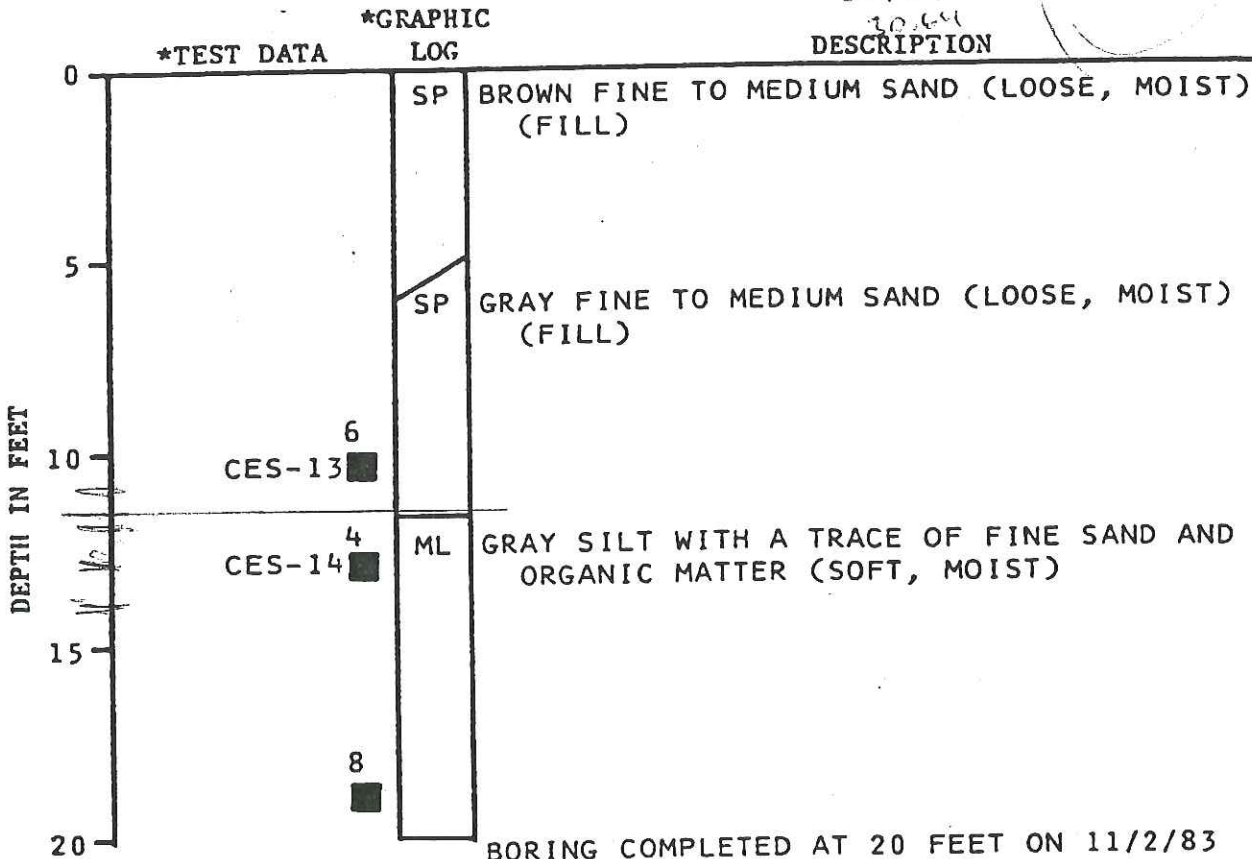 *GRAPHIC
*TEST DATA LOG DESCRIPTION
30.64
0
SP BROWN FINE TO MEDIUM SAND (LOOSE, MOIST)
(FILL)
5
SP GRAY FINE TO MEDIUM SAND (LOOSE, MOIST)
(FILL)
DEPTH IN FEET
6
10 CES-13
4
CES-14 ML GRAY SILT WITH A TRACE OF FINE SAND AND
ORGANIC MATTER (SOFT, MOIST)
15
8
20 BORING COMPLETED AT 20 FEET ON 11/2/83